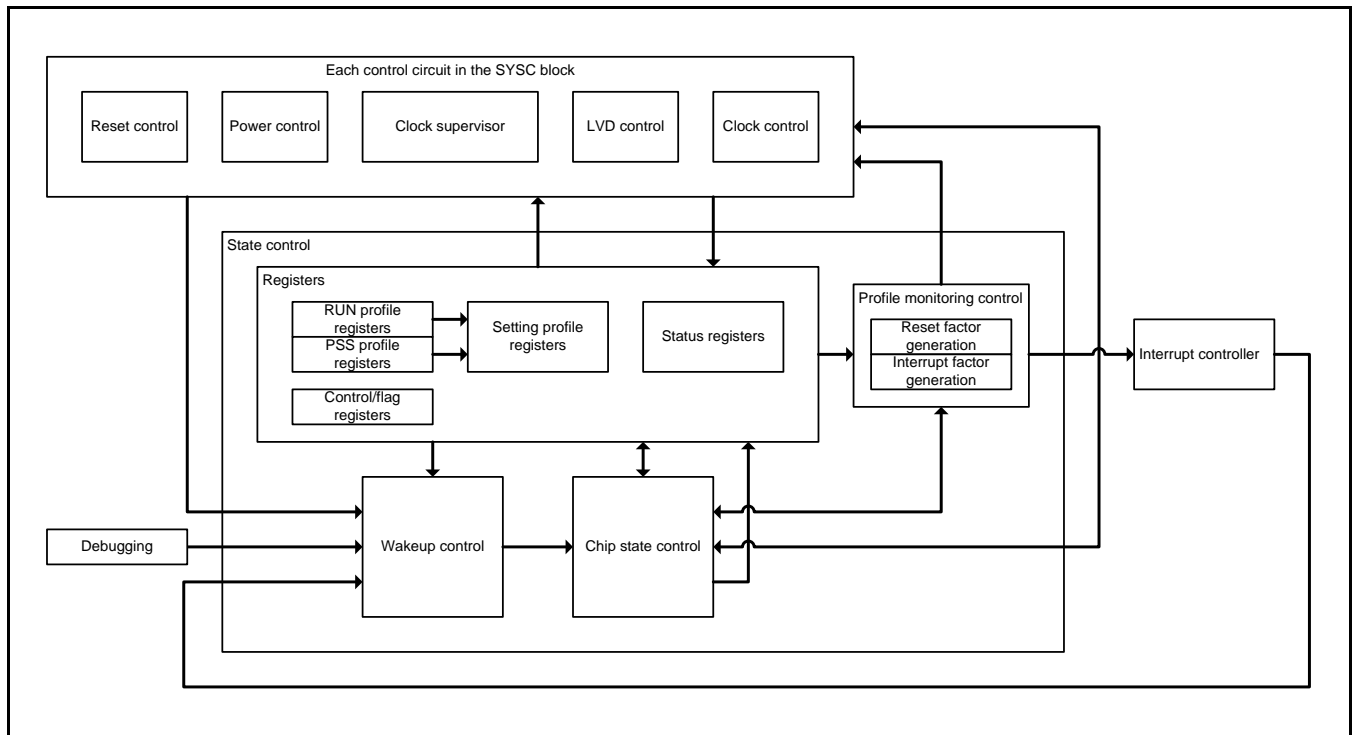 Each control circuit in the SYSC block
Reset control
Power control
Clock supervisor
LVD control
Clock control
State control
Registers
RUN profile
registers
PSS profile
registers
Setting profile
registers
Status registers
Control/flag
registers
Profile monitoring control
Reset factor
generation
Interrupt factor
generation
Interrupt controller
Debugging
Wakeup control
Chip state control